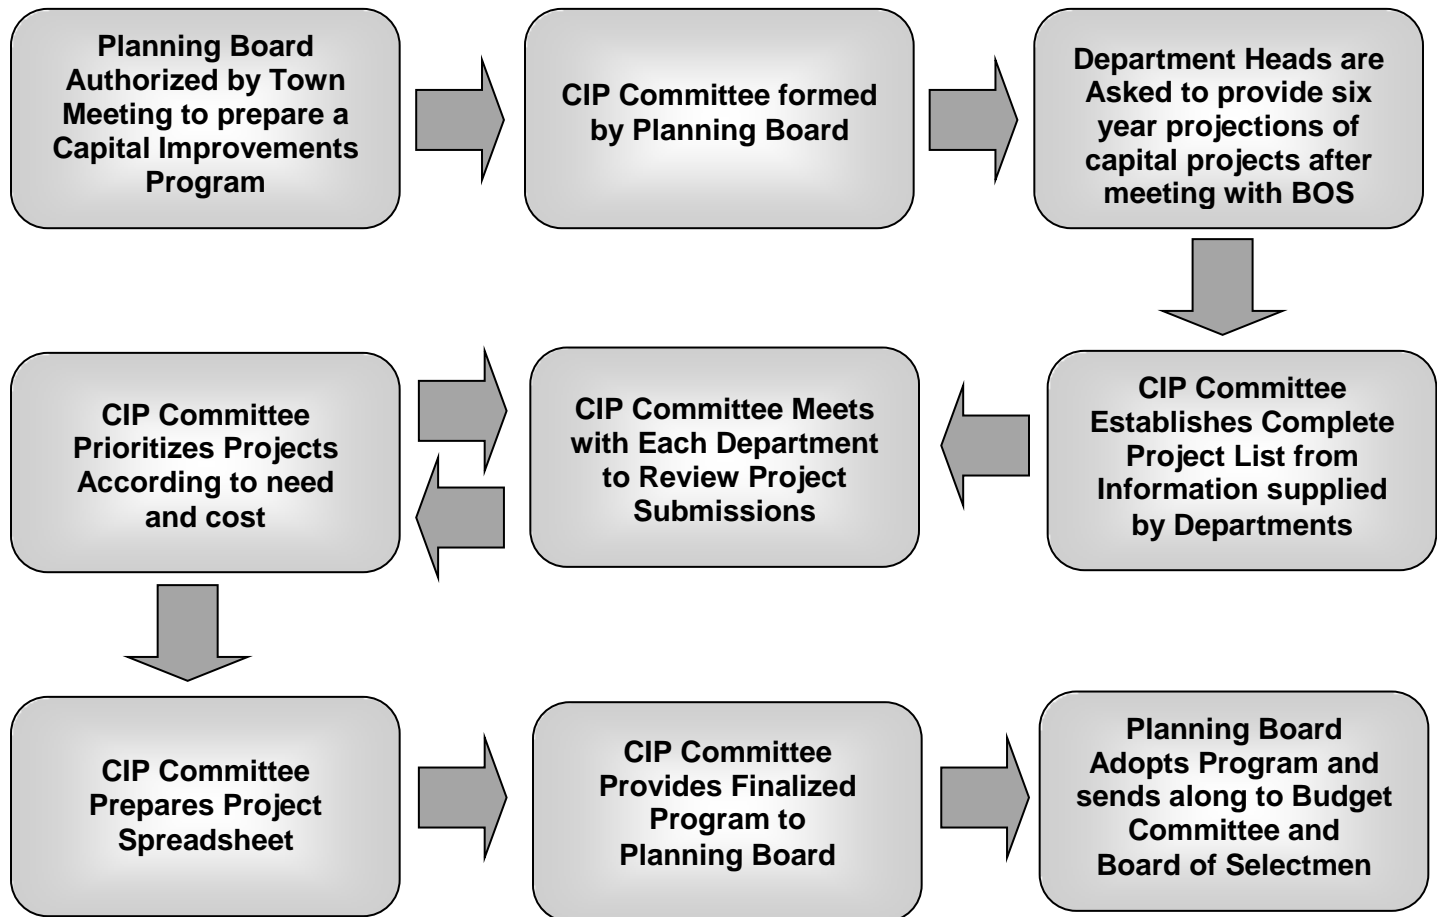 Planning Board
Authorized by Town
Meeting to prepare a
Capital Improvements
Program
CIP Committee formed
by Planning Board
Department Heads are
Asked to provide six
year projections of
capital projects after
meeting with BOS
CIP Committee
Establishes Complete
Project List from
Information supplied
by Departments
CIP Committee Meets
with Each Department
to Review Project
Submissions
CIP Committee
Prioritizes Projects
According to need
and cost
CIP Committee
Prepares Project
Spreadsheet
CIP Committee
Provides Finalized
Program to
Planning Board
Planning Board
Adopts Program and
sends along to Budget
Committee and
Board of Selectmen